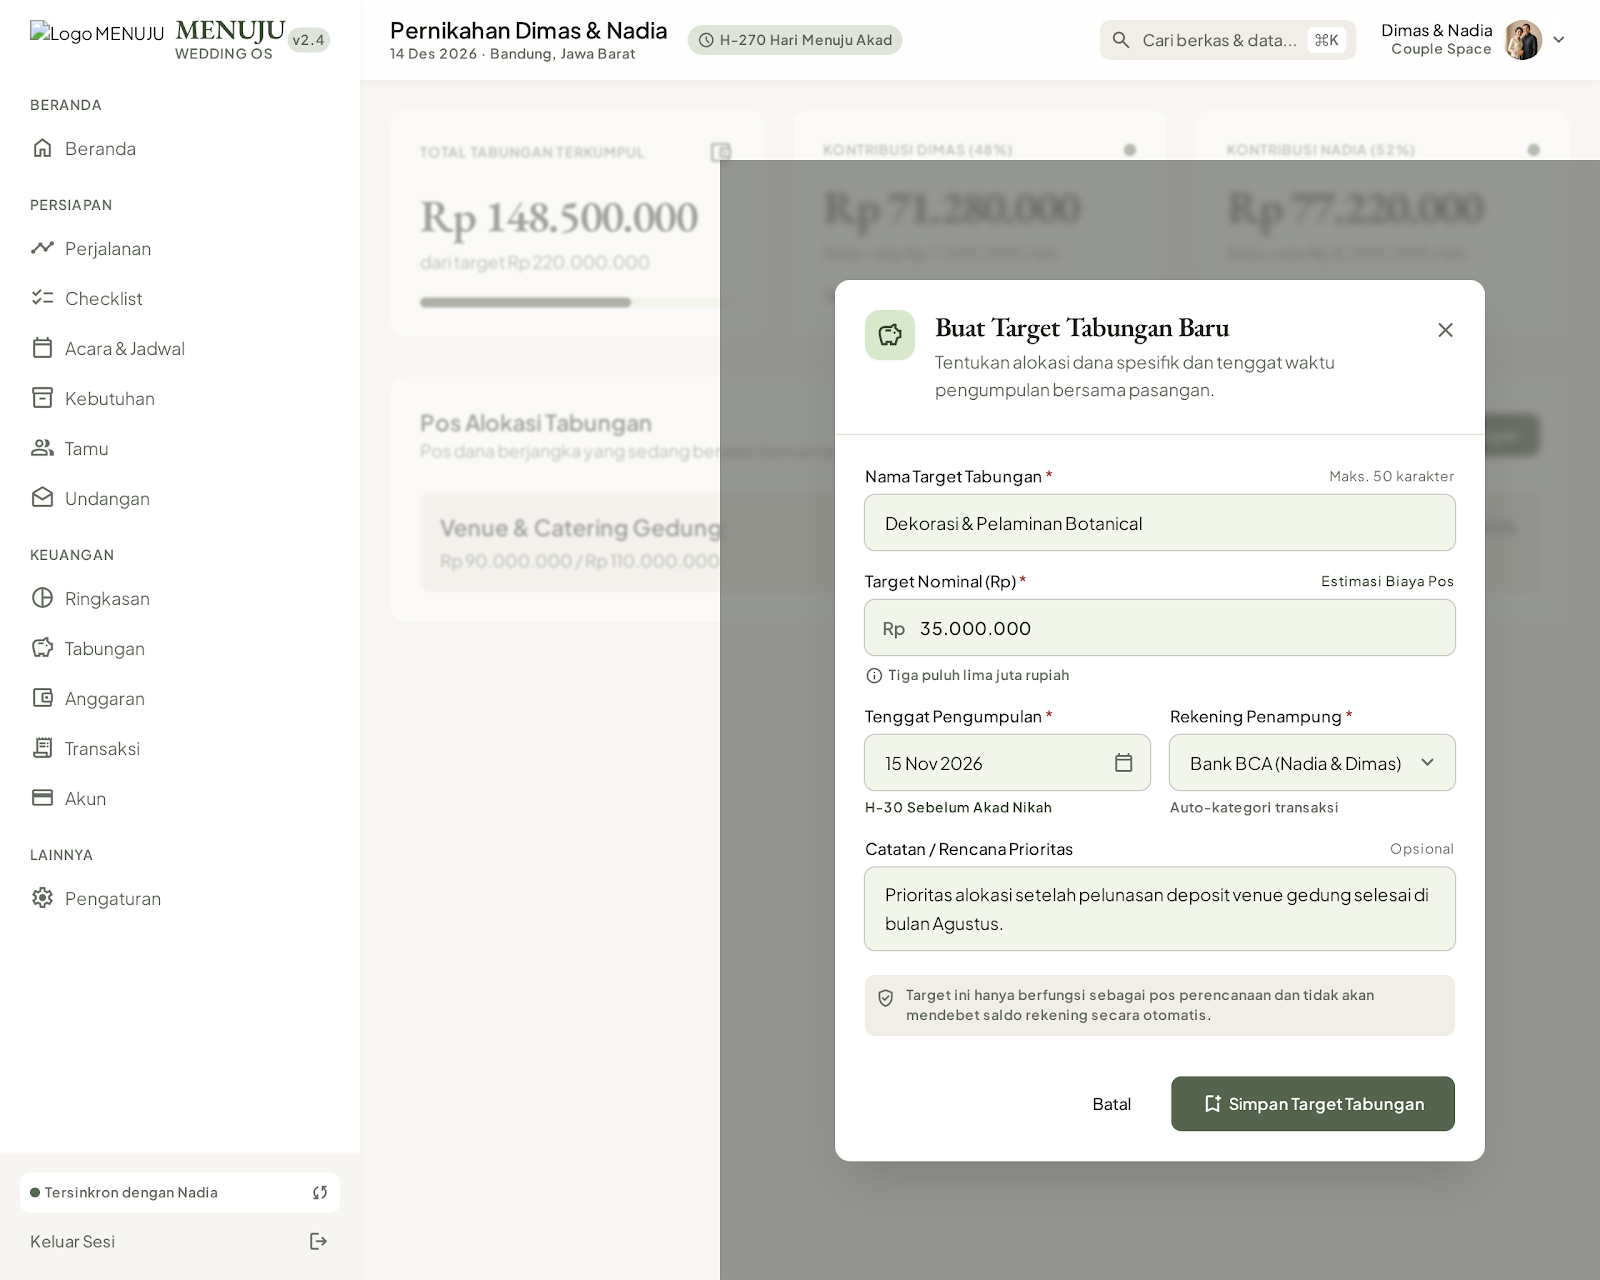 Logo MENUJU
MENUJU
WEDDING OS
v2.4
BERANDA
Beranda
PERSIAPAN
Perjalanan
Checklist
Acara & Jadwal
Kebutuhan
Tamu
Undangan
KEUANGAN
Ringkasan
Tabungan
Anggaran
Transaksi
Akun
LAINNYA
Pengaturan
Tersinkron dengan Nadia
Keluar Sesi
Pernikahan Dimas & Nadia
14 Des 2026 · Bandung, Jawa Barat
H-270 Hari Menuju Akad
Cari berkas & data... ⌘K
Dimas & Nadia
Couple Space
TOTAL TABUNGAN TERKUMPUL
Rp 148.500.000
dari target Rp 220.000.000
KONTRIBUSI DIMAS (48%)
Rp 71.280.000
KONTRIBUSI NADIA (52%)
Rp 77.220.000
Pos Alokasi Tabungan
Pos dana berjangka yang sedang
Venue & Catering Gedung
Rp 90.000.000 / Rp 110.000.000
Buat Target Tabungan Baru
Tentukan alokasi dana spesifik dan tenggat waktu
pengumpulan bersama pasangan.
Nama Target Tabungan * Maks. 50 karakter
Dekorasi & Pelaminan Botanical
Target Nominal (Rp) * Estimasi Biaya Pos
Rp 35.000.000
Tiga puluh lima juta rupiah
Tenggat Pengumpulan * Rekening Penampung *
15 Nov 2026 Bank BCA (Nadia & Dimas)
H-30 Sebelum Akad Nikah Auto-kategori transaksi
Catatan / Rencana Prioritas Opsional
Prioritas alokasi setelah pelunasan deposit venue gedung selesai di
bulan Agustus.
Target ini hanya berfungsi sebagai pos perencanaan dan tidak akan
mendebet saldo rekening secara otomatis.
Batal Simpan Target Tabungan